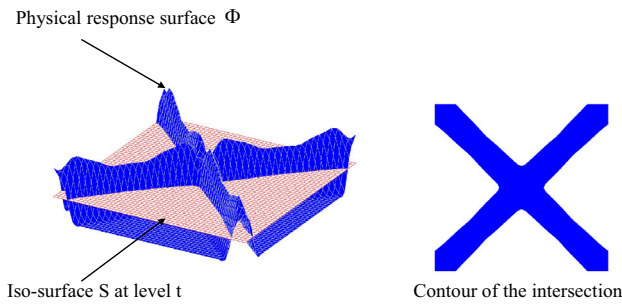 Physical response surface Φ
Iso-surface S at level t
Contour of the intersection